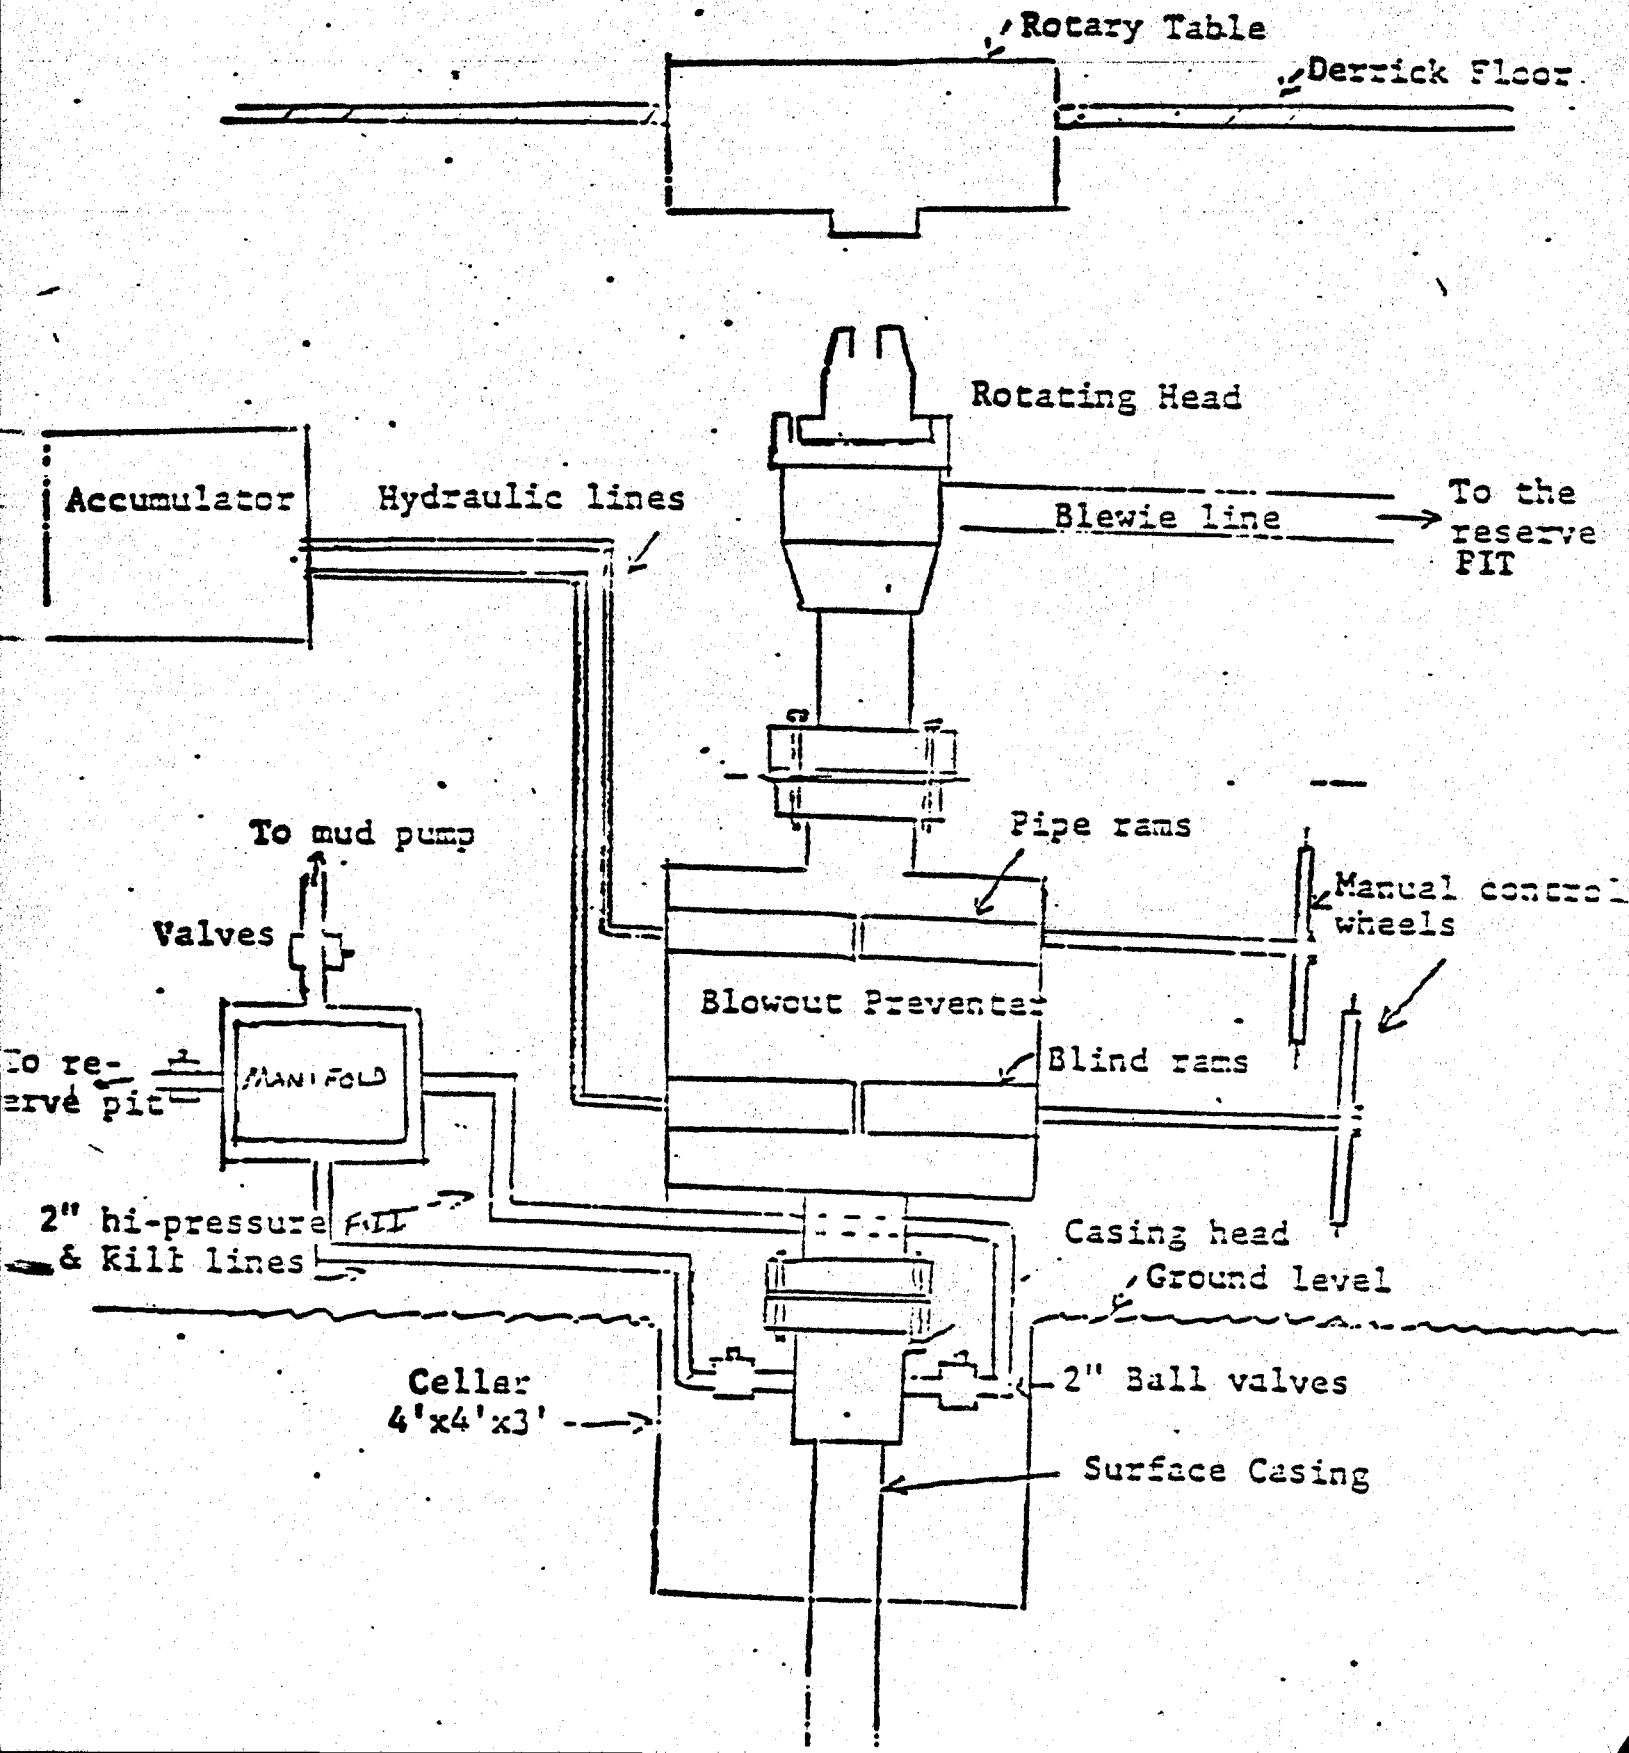 Rotary Table
Derrick Floor
Rotating Head
Accumulator
Hydraulic lines
Blewie line
To the
reserve
PIT
To mud pump
Pipe rams
Manual control
wheels
Valves
Blowout Preventer
Blind rams
To re-
erve pit
MANIFOLD
2" hi-pressure Fill
& Kill lines
Casing head
Ground level
Cellar
4'x4'x3'
2" Ball valves
Surface Casing